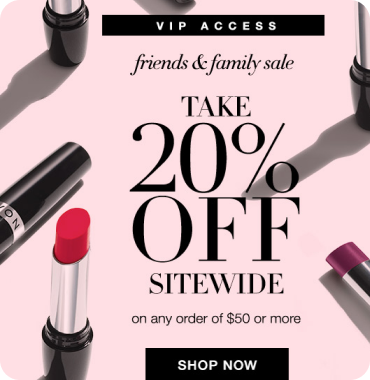 VIP ACCESS
friends & family sale
TAKE
20%
OFF
SITEWIDE
on any order of $50 or more
SHOP NOW